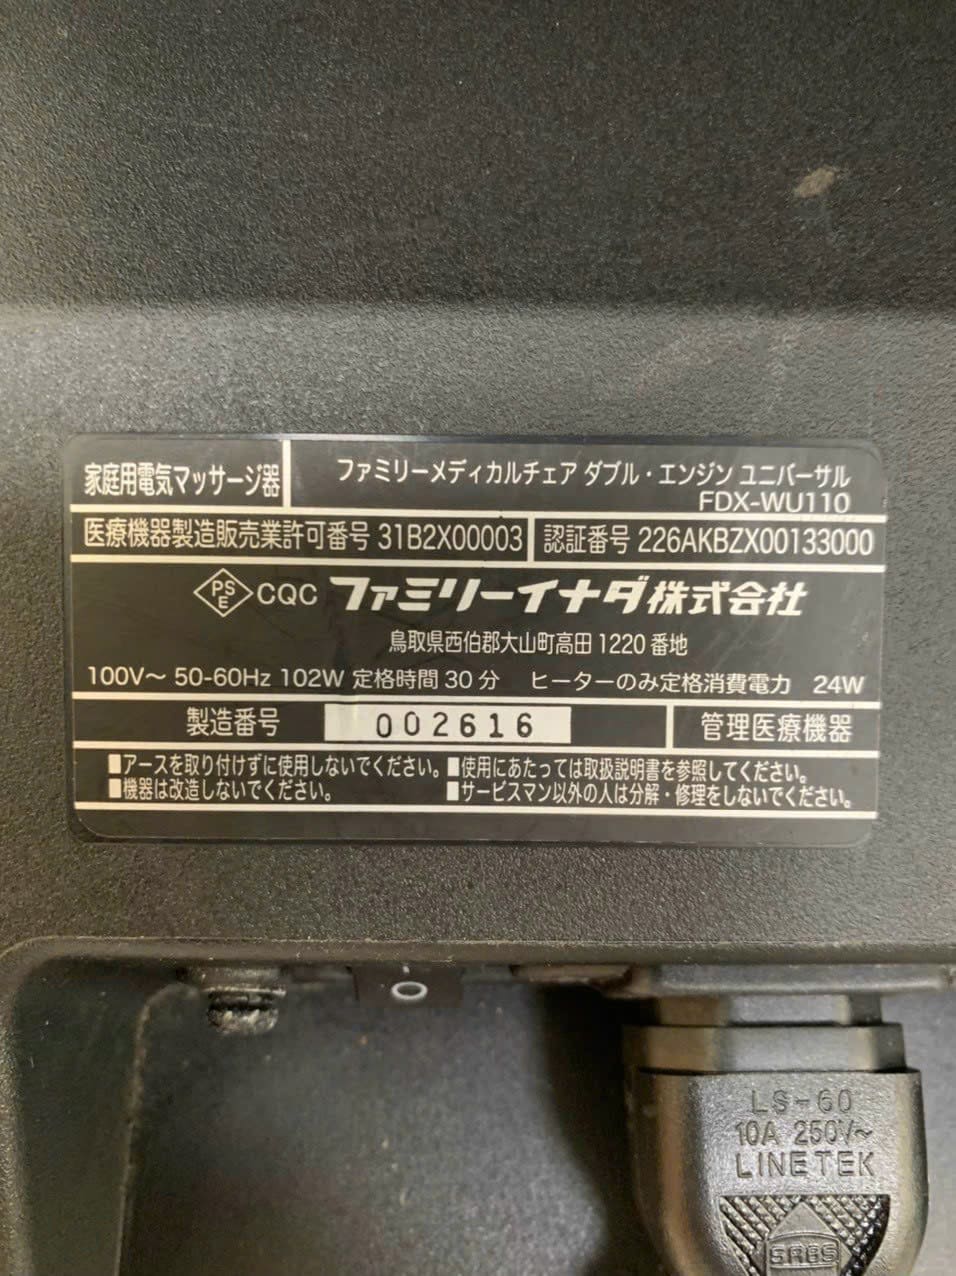 家庭用電気マッサージ器
ファミリーメディカルチェア ダブル・エンジン ユニバーサル
FDX-WU110
医療機器製造販売業許可番号 31B2X00003
認証番号 226AKBZX00133000
PSE CQC ファミリーイナダ株式会社
鳥取県西伯郡大山町高田 1220 番地
100V～ 50-60Hz 102W 定格時間 30 分 ヒーターのみ定格消費電力 24W
製造番号 002616 管理医療機器
■アースを取り付けずに使用しないでください。 ■使用にあたっては取扱説明書を参照してください。
■機器は改造しないでください。 ■サービスマン以外の人は分解・修理をしないでください。
LS-60
10A 250V~
LINETEK